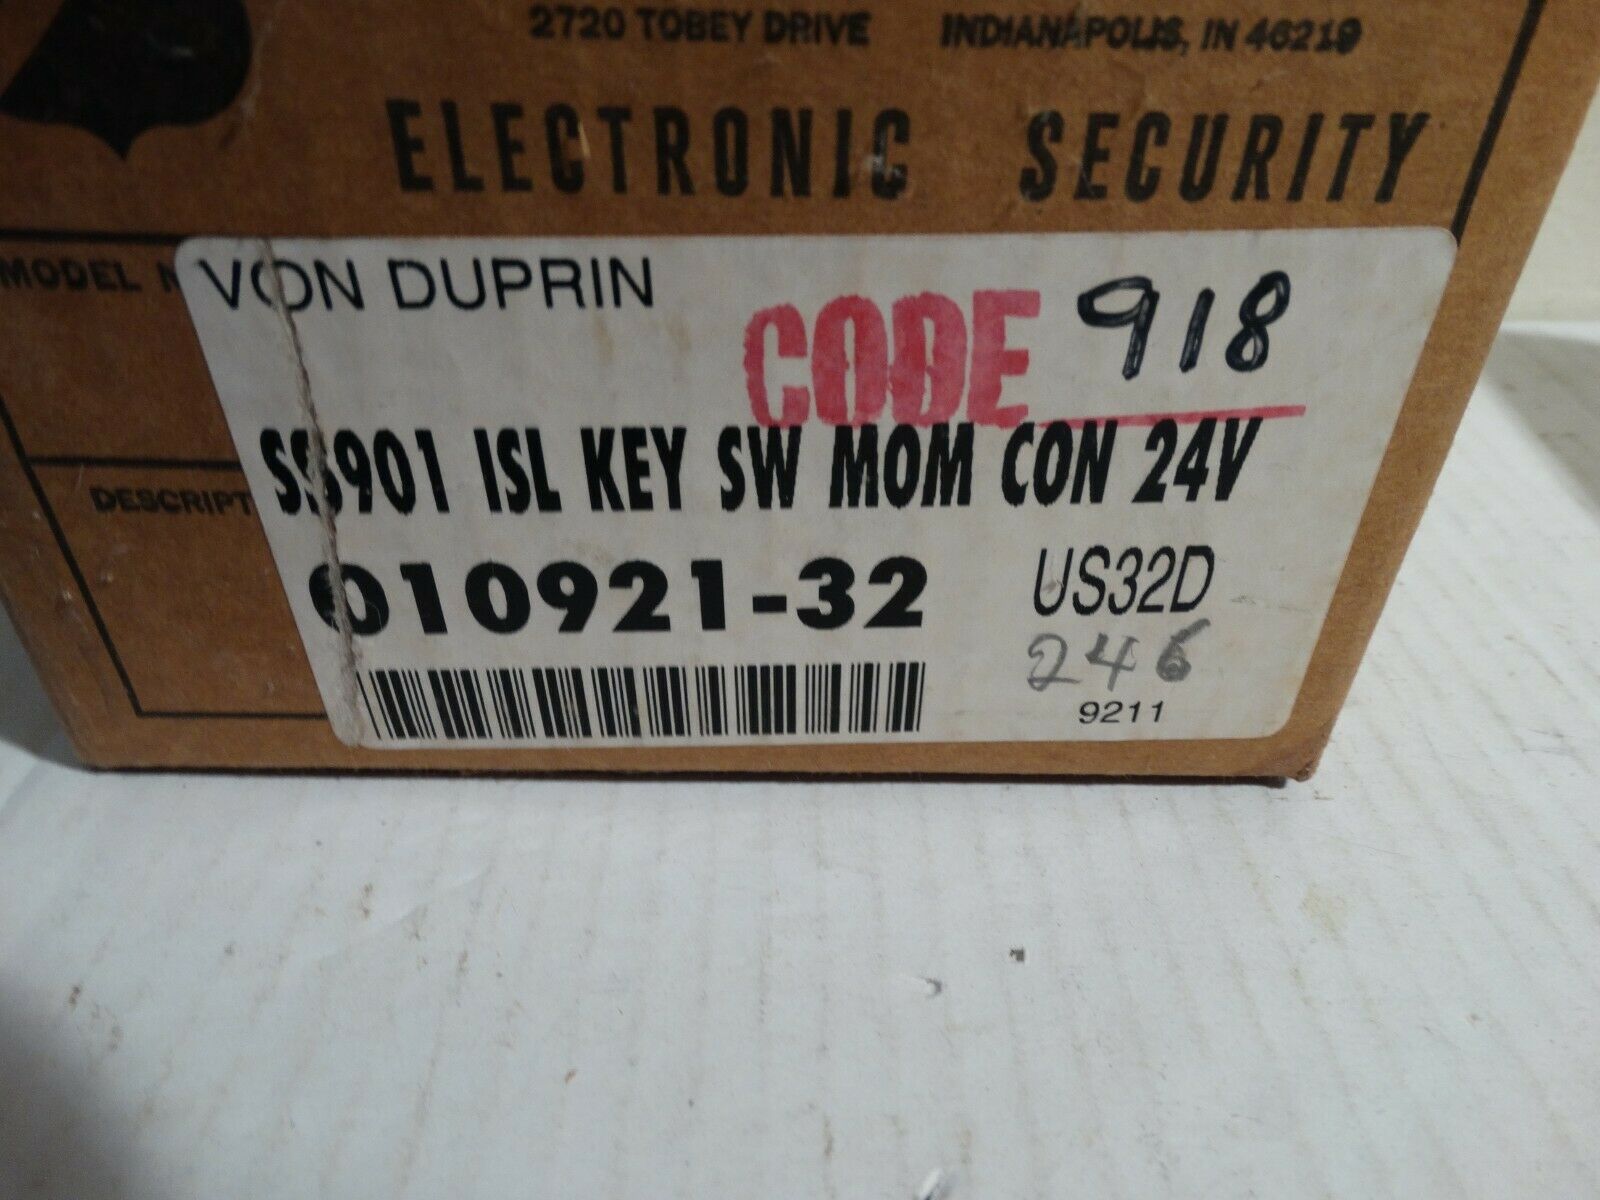 2720 TOBEY DRIVE INDIANAPOLIS, IN 46219
ELECTRONIC SECURITY
MODEL
VON DUPRIN
CODE 918
SS901 ISL KEY SW MOM CON 24V
DESCRIPT
010921-32 US32D
246
9211